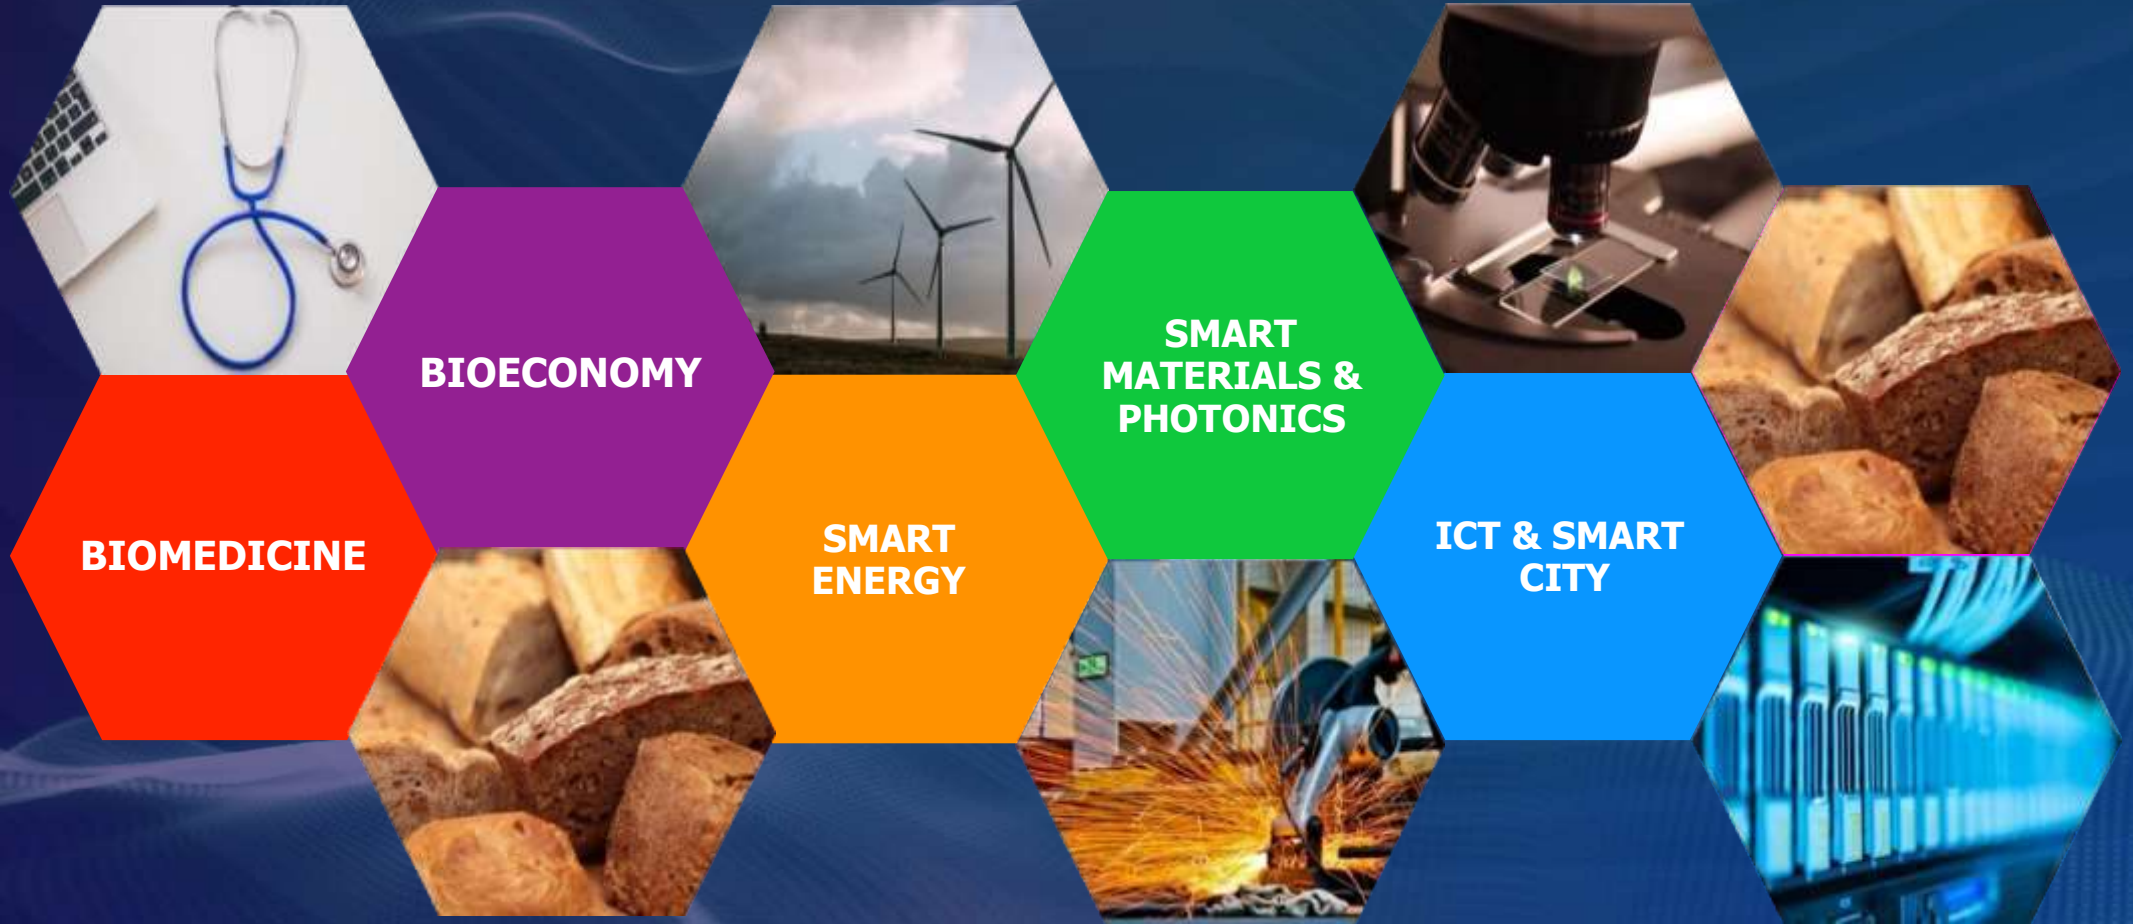 BIOMEDICINE
BIOECONOMY
SMART
ENERGY
SMART
MATERIALS &
PHOTONICS
ICT & SMART
CITY